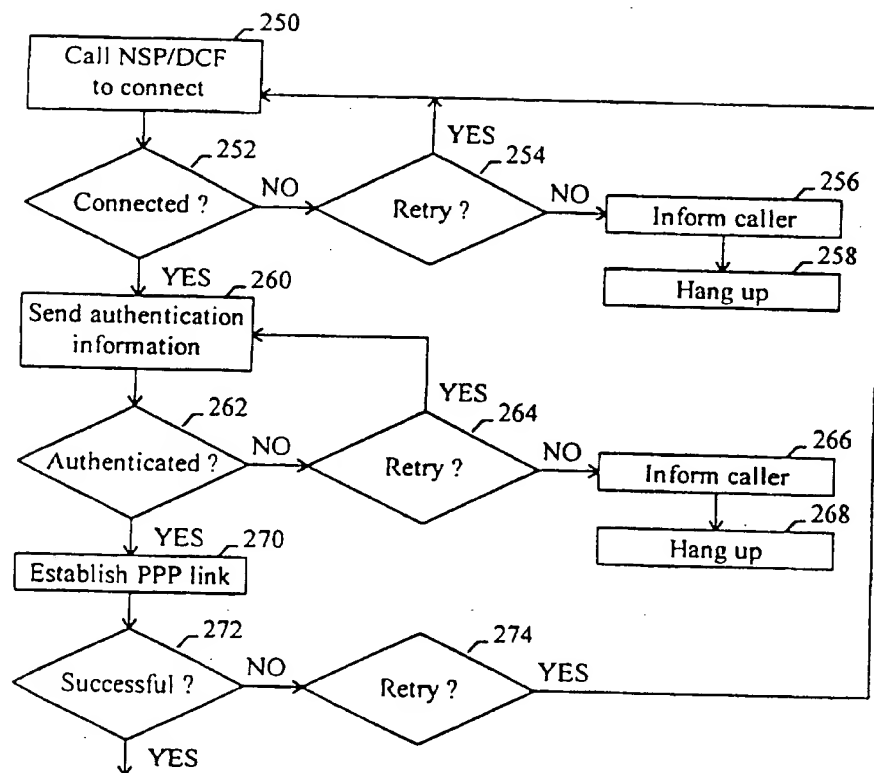 250
Call NSP/DCF
to connect
YES
252
254
NO
NO
256
Connected ?
Retry ?
Inform caller
258
YES
260
Hang up
Send authentication
information
YES
262
264
NO
NO
266
Authenticated ?
Retry ?
Inform caller
268
YES
270
Hang up
Establish PPP link
272
274
NO
YES
Successful ?
Retry ?
YES